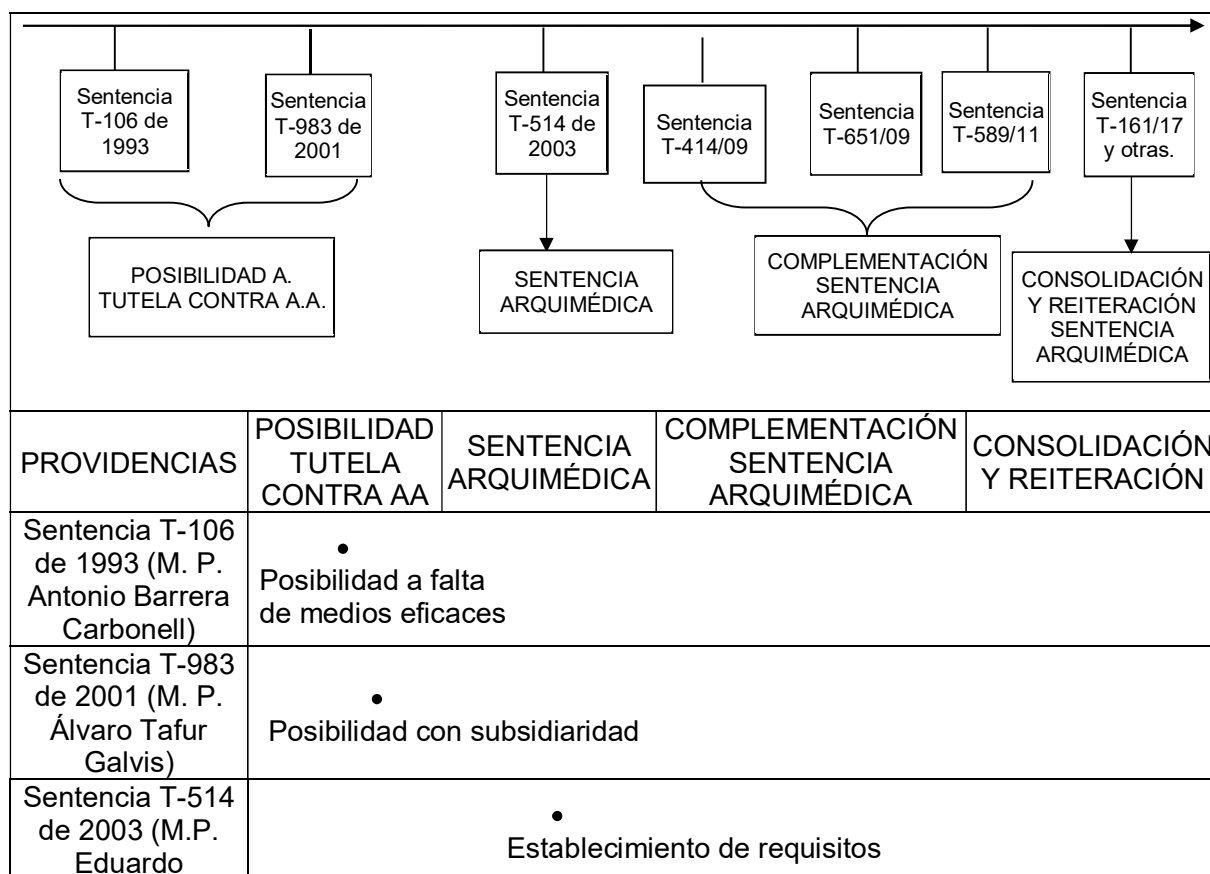 Sentencia
T-106 de
1993
Sentencia
T-983 de
2001
Sentencia
T-514 de
2003
Sentencia
T-414/09
Sentencia
T-651/09
Sentencia
T-589/11
Sentencia
T-161/17
y otras.
POSIBILIDAD A.
TUTELA CONTRA A.A.
SENTENCIA
ARQUIMÉDICA
COMPLEMENTACIÓN
SENTENCIA
ARQUIMÉDICA
CONSOLIDACIÓN
Y REITERACIÓN
SENTENCIA
ARQUIMÉDICA
PROVIDENCIAS
POSIBILIDAD
TUTELA
CONTRA AA
SENTENCIA
ARQUIMÉDICA
COMPLEMENTACIÓN
SENTENCIA
ARQUIMÉDICA
CONSOLIDACIÓN
Y REITERACIÓN
Sentencia T-106
de 1993 (M. P.
Antonio Barrera
Carbonell)
•
Posibilidad a falta
de medios eficaces
Sentencia T-983
de 2001 (M. P.
Álvaro Tafur
Galvis)
•
Posibilidad con subsidiaridad
Sentencia T-514
de 2003 (M.P.
Eduardo
•
Establecimiento de requisitos